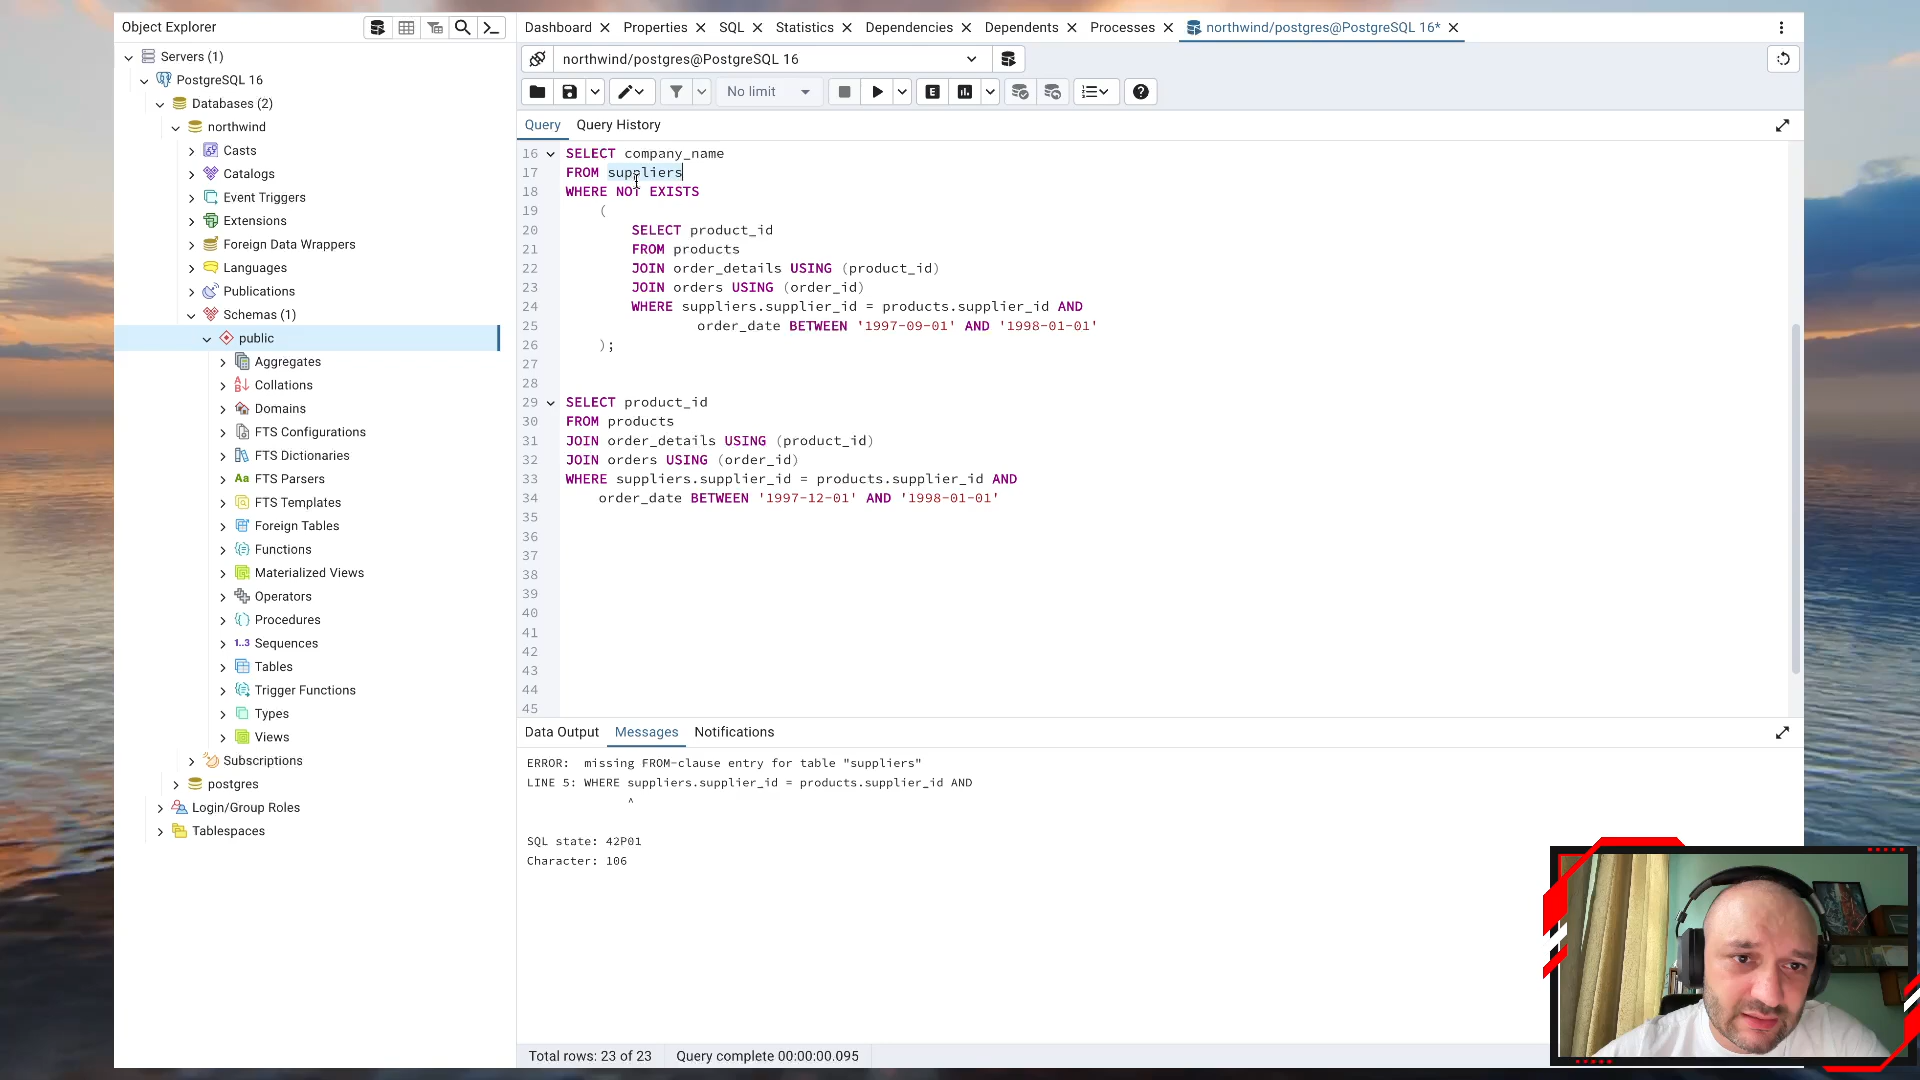 Object Explorer
Dashboard
Properties
SQL
Statistics
Dependencies
Dependents
Processes
northwind/postgres@PostgreSQL 16*
Servers (1)
PostgreSQL 16
Databases (2)
northwind
Casts
Catalogs
Event Triggers
Extensions
Foreign Data Wrappers
Languages
Publications
Schemas (1)
public
Aggregates
Collations
Domains
FTS Configurations
FTS Dictionaries
FTS Parsers
FTS Templates
Foreign Tables
Functions
Materialized Views
Operators
Procedures
1..3 Sequences
Tables
Trigger Functions
Types
Views
Subscriptions
postgres
Login/Group Roles
Tablespaces
northwind/postgres@PostgreSQL 16
No limit
Query
Query History
16 SELECT company_name
17 FROM suppliers
18 WHERE NOT EXISTS
19 (
20 SELECT product_id
21 FROM products
22 JOIN order_details USING (product_id)
23 JOIN orders USING (order_id)
24 WHERE suppliers.supplier_id = products.supplier_id AND
25 order_date BETWEEN '1997-09-01' AND '1998-01-01'
26 );
27
28
29 SELECT product_id
30 FROM products
31 JOIN order_details USING (product_id)
32 JOIN orders USING (order_id)
33 WHERE suppliers.supplier_id = products.supplier_id AND
34 order_date BETWEEN '1997-12-01' AND '1998-01-01'
35
36
37
38
39
40
41
42
43
44
45
Data Output
Messages
Notifications
ERROR:  missing FROM-clause entry for table "suppliers"
LINE 5: WHERE suppliers.supplier_id = products.supplier_id AND
^
SQL state: 42P01
Character: 106
Total rows: 23 of 23
Query complete 00:00:00.095